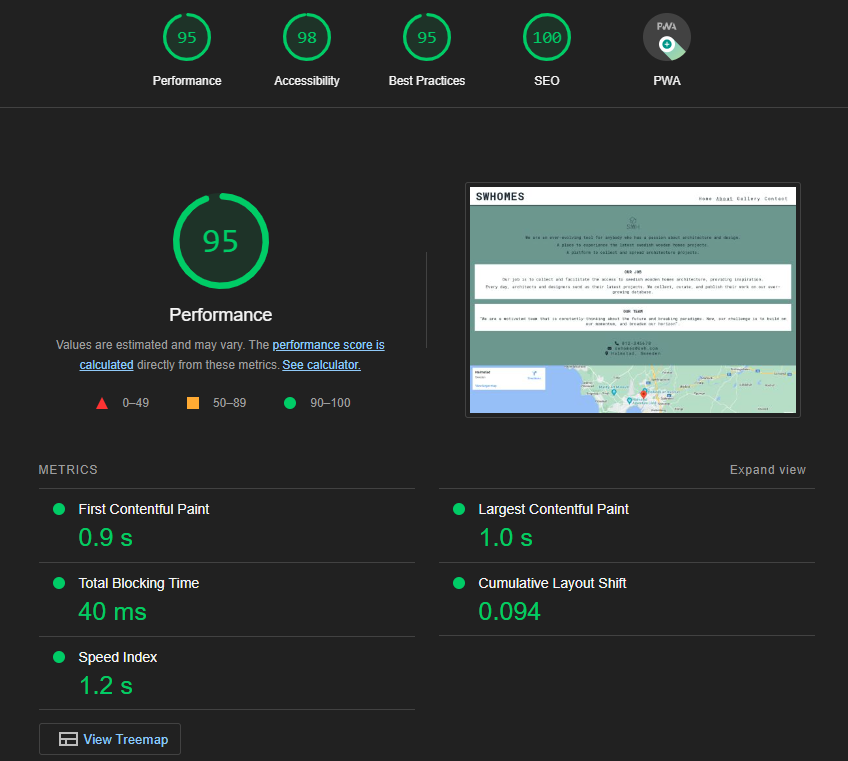 95 98 95 100 PWA
Performance Accessibility Best Practices SEO PWA
95
Performance
Values are estimated and may vary. The performance score is
calculated directly from these metrics. See calculator.
0–49 50–89 90–100
SWHOMES
Home About Gallery Contact
We are an ever-evolving tool for anybody who has a passion about architecture and design.
A place to experience the latest swedish wooden homes projects.
A platform to collect and spread architecture projects.
OUR JOB
Our job is to collect and facilitate the access to swedish wooden homes architecture, providing inspiration.
Every day, architects and designers send us their latest projects. We collect, curate, and publish their work on our ever-
growing database.
OUR TEAM
"We are a motivated team that is constantly thinking about the future and breaking paradigms. Now, our challenge is to build on
our momentum, and broaden our horizon".
METRICS
Expand view
First Contentful Paint
0.9 s
Largest Contentful Paint
1.0 s
Total Blocking Time
40 ms
Cumulative Layout Shift
0.094
Speed Index
1.2 s
View Treemap